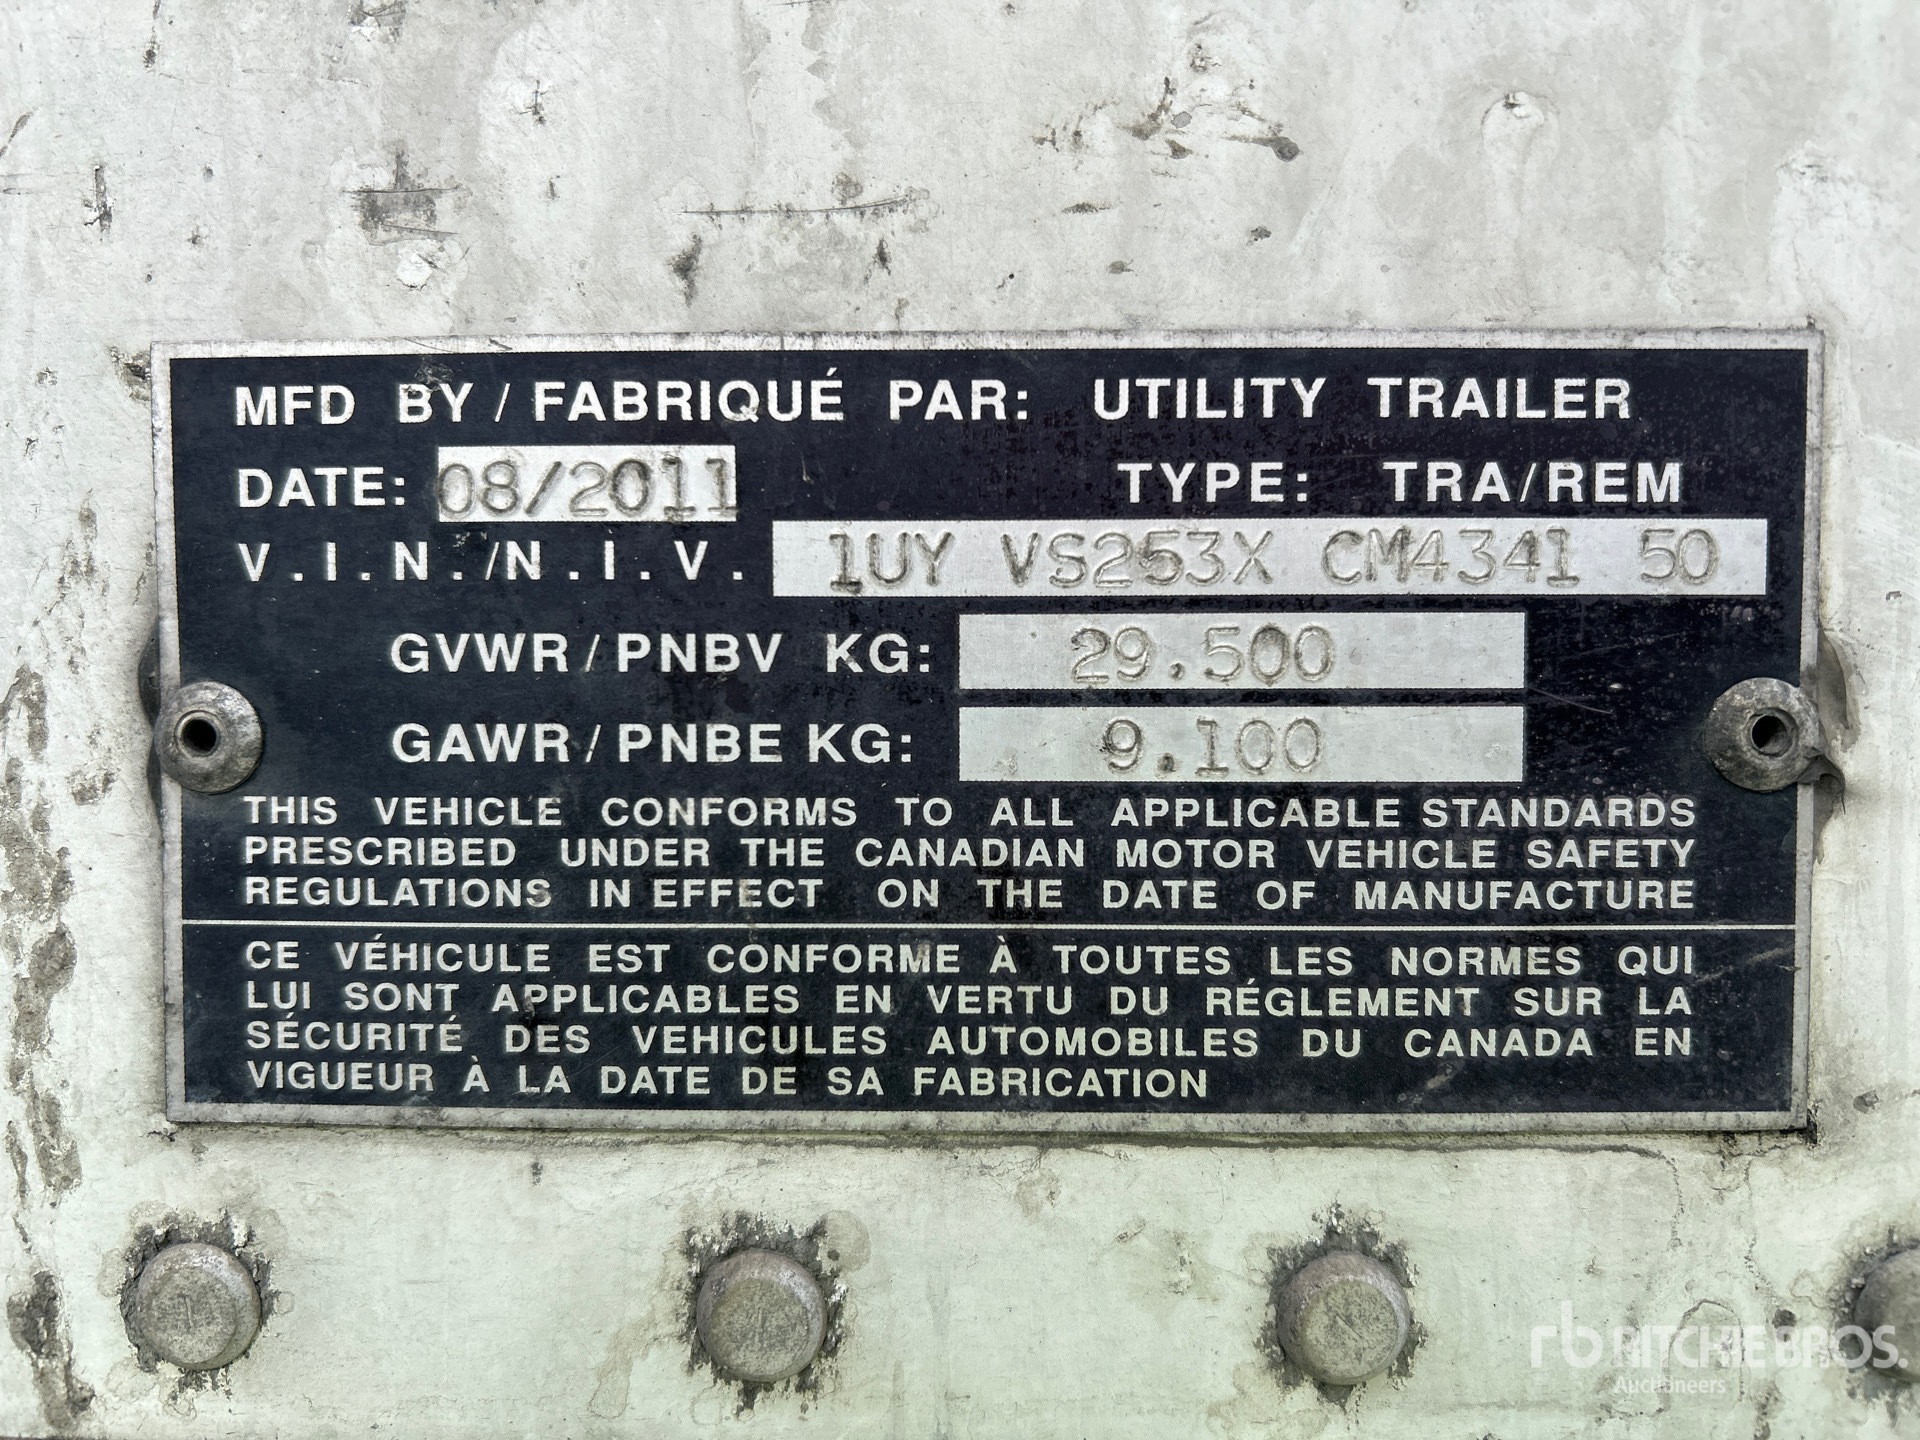 MFD BY / FABRIQUÉ PAR: UTILITY TRAILER
DATE: 08/2011 TYPE: TRA/REM
V.I.N./N.I.V. 1UY VS253X CM4341 50
GVWR/PNBV KG: 29.500
GAWR/PNBE KG: 9.100
THIS VEHICLE CONFORMS TO ALL APPLICABLE STANDARDS
PRESCRIBED UNDER THE CANADIAN MOTOR VEHICLE SAFETY
REGULATIONS IN EFFECT ON THE DATE OF MANUFACTURE
CE VÉHICULE EST CONFORME À TOUTES LES NORMES QUI
LUI SONT APPLICABLES EN VERTU DU RÉGLEMENT SUR LA
SÉCURITÉ DES VEHICULES AUTOMOBILES DU CANADA EN
VIGUEUR À LA DATE DE SA FABRICATION
rb RITCHIE BROS.
Auctioneers